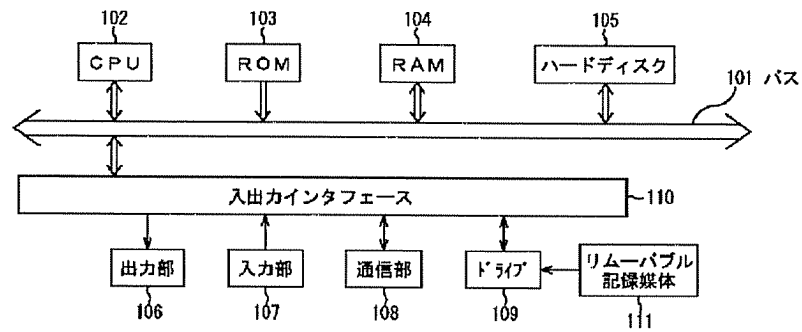 102
103
104
105
CPU
ROM
RAM
ハードディスク
101 バス
入出力インタフェース
110
出力部
入力部
通信部
ドライブ
リムーバブル
記録媒体
106
107
108
109
111